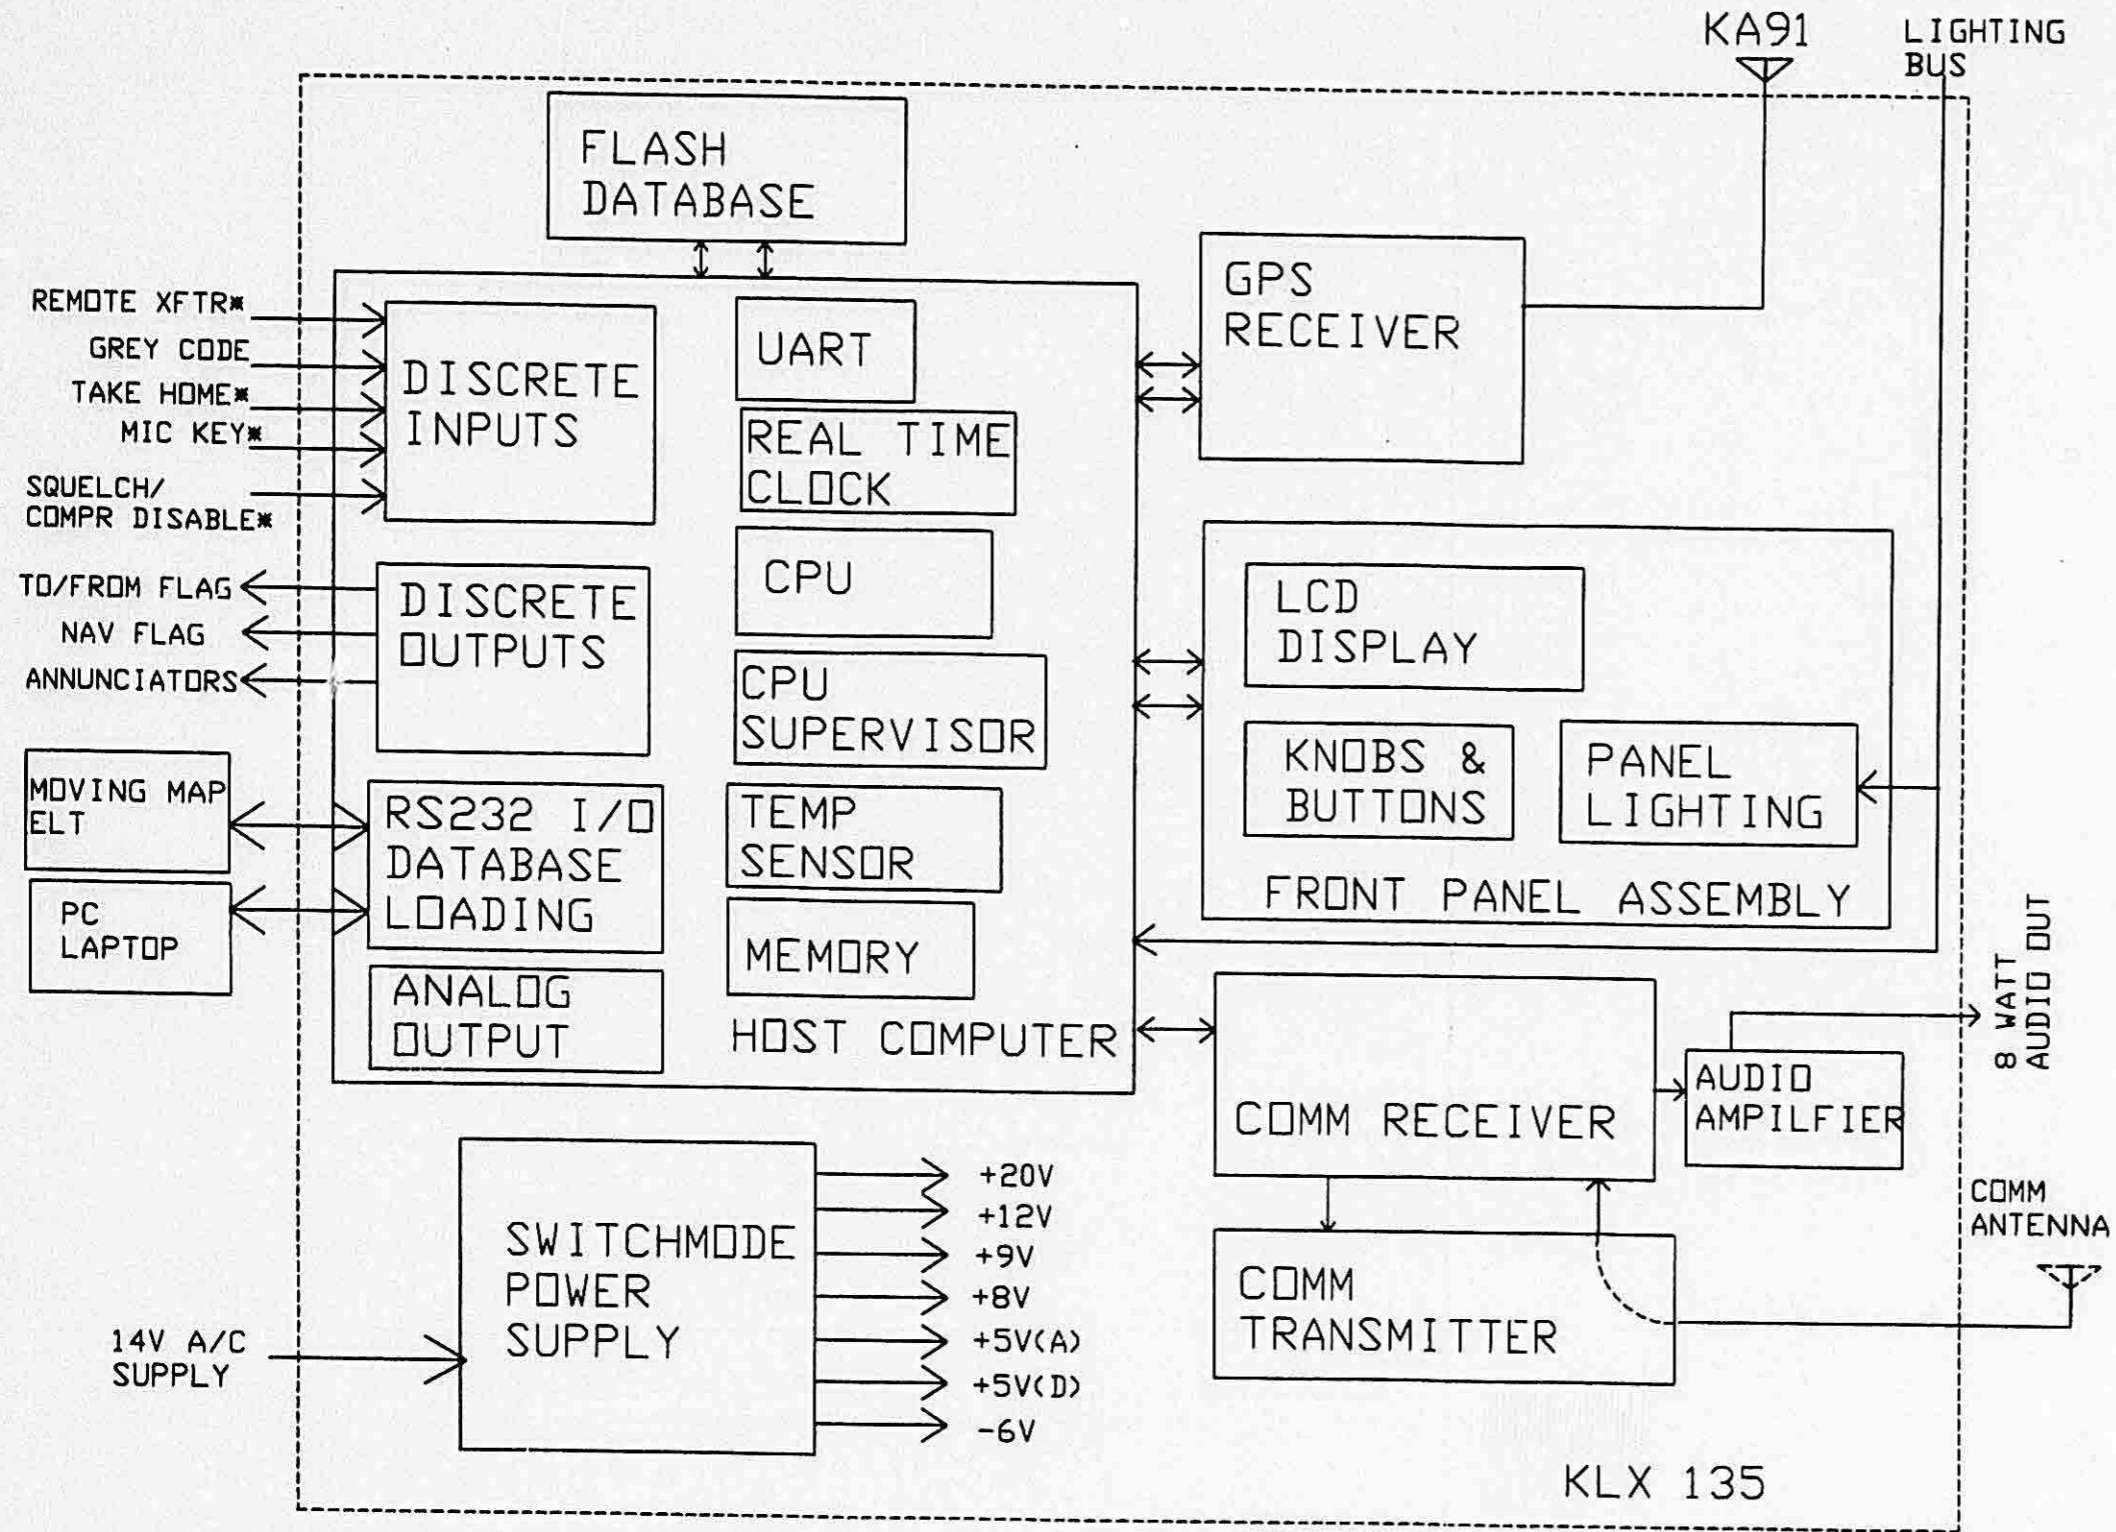 KA91
LIGHTING
BUS
FLASH
DATABASE
REMOTE XFTR*
GREY CODE
TAKE HOME*
MIC KEY*
SQUELCH/
COMPR DISABLE*
DISCRETE
INPUTS
UART
REAL TIME
CLOCK
GPS
RECEIVER
TO/FROM FLAG
NAV FLAG
ANNUNCIATORS
DISCRETE
OUTPUTS
CPU
CPU
SUPERVISOR
LCD
DISPLAY
KNOBS &
BUTTONS
PANEL
LIGHTING
FRONT PANEL ASSEMBLY
MOVING MAP
ELT
PC
LAPTOP
RS232 I/O
DATABASE
LOADING
TEMP
SENSOR
MEMORY
ANALOG
OUTPUT
HOST COMPUTER
8 WATT
AUDIO OUT
COMM RECEIVER
AUDIO
AMPILFIER
COMM
ANTENNA
COMM
TRANSMITTER
14V A/C
SUPPLY
SWITCHMODE
POWER
SUPPLY
+20V
+12V
+9V
+8V
+5V(A)
+5V(D)
-6V
KLX 135